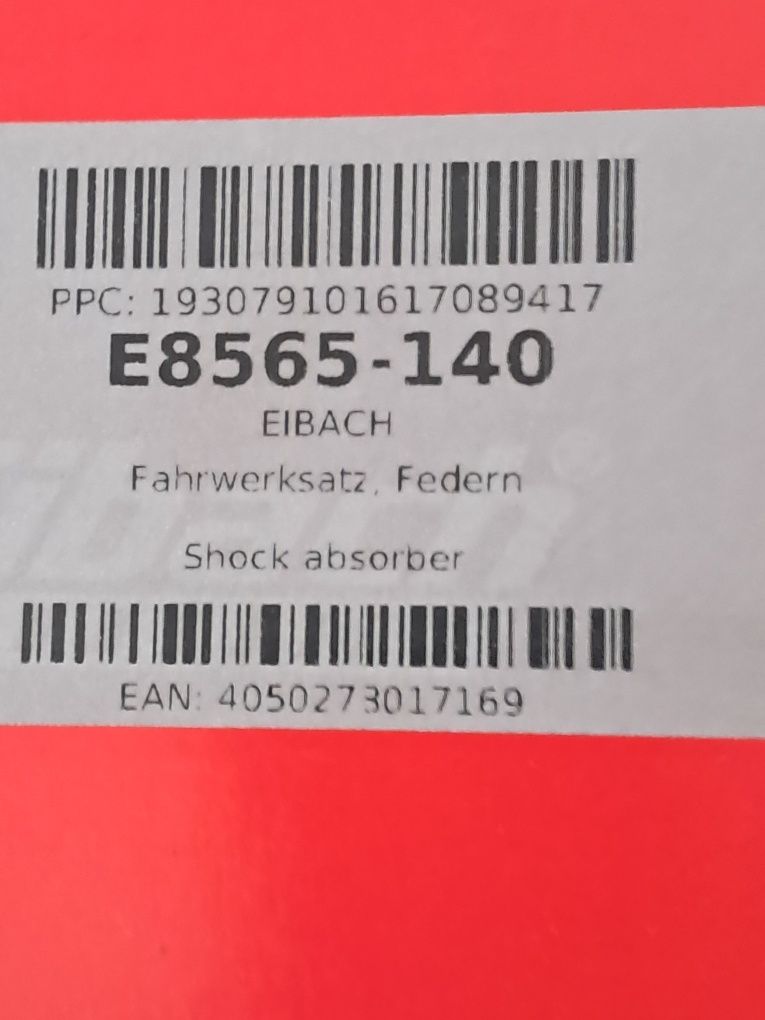 PPC: 193079101617089417
E8565-140
EIBACH
Fahrwerksatz, Federn
Shock absorber
EAN: 4050273017169